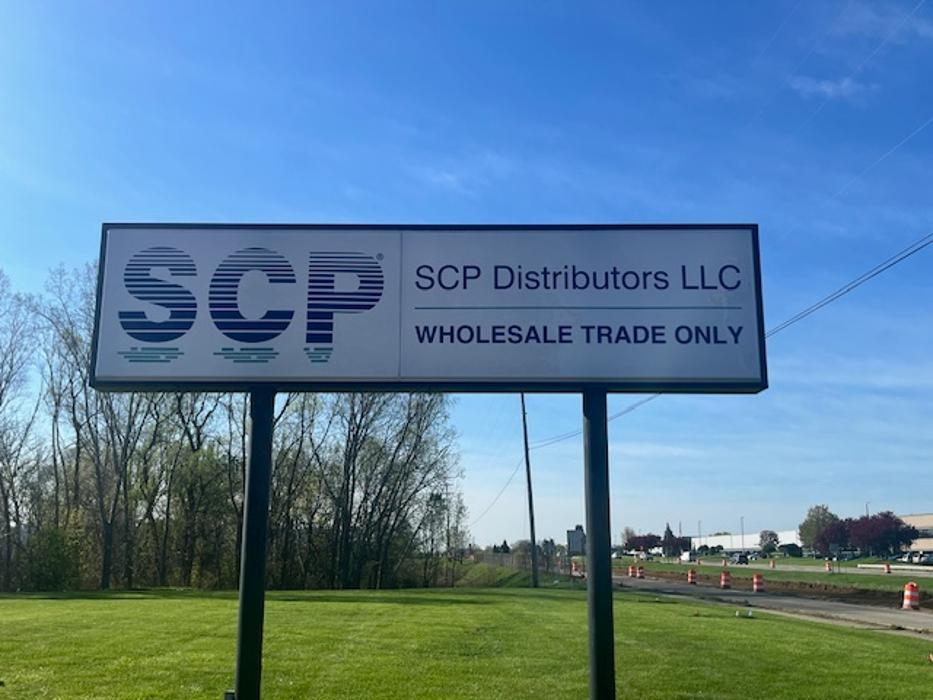 SCP®
SCP Distributors LLC
WHOLESALE TRADE ONLY